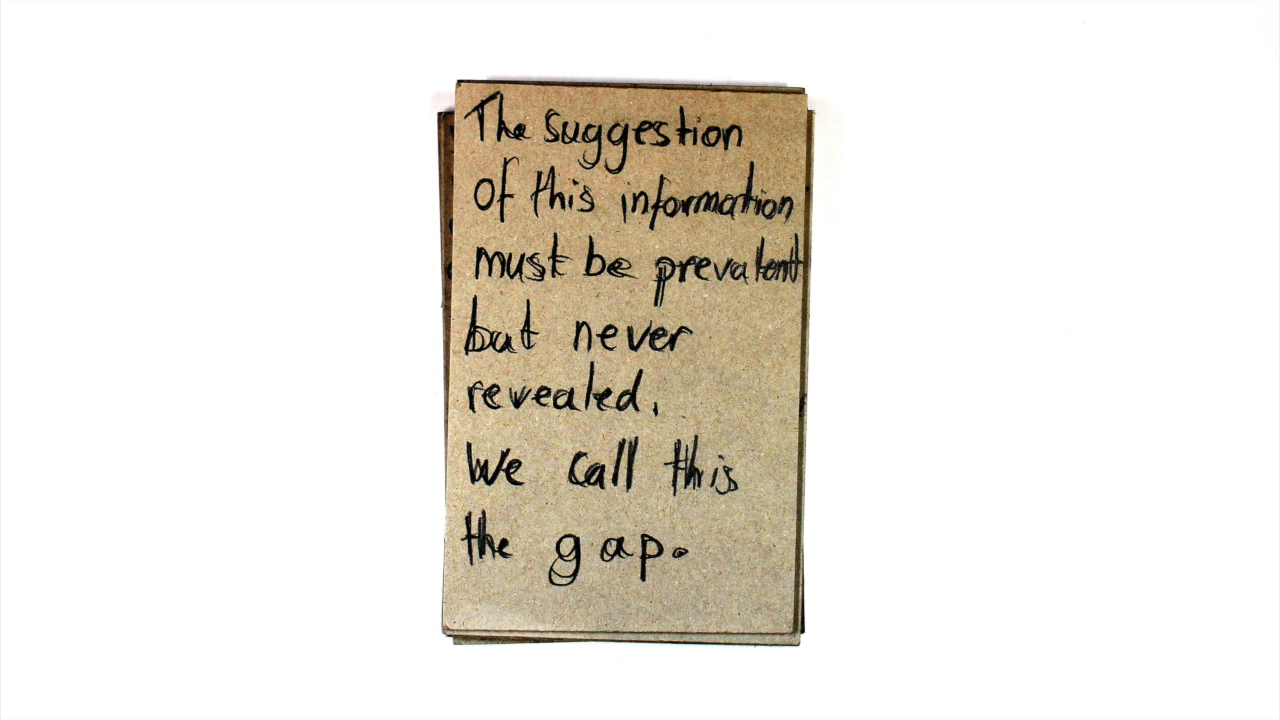 The suggestion
of this information
must be prevalent
but never
revealed.
We call this
the gap.